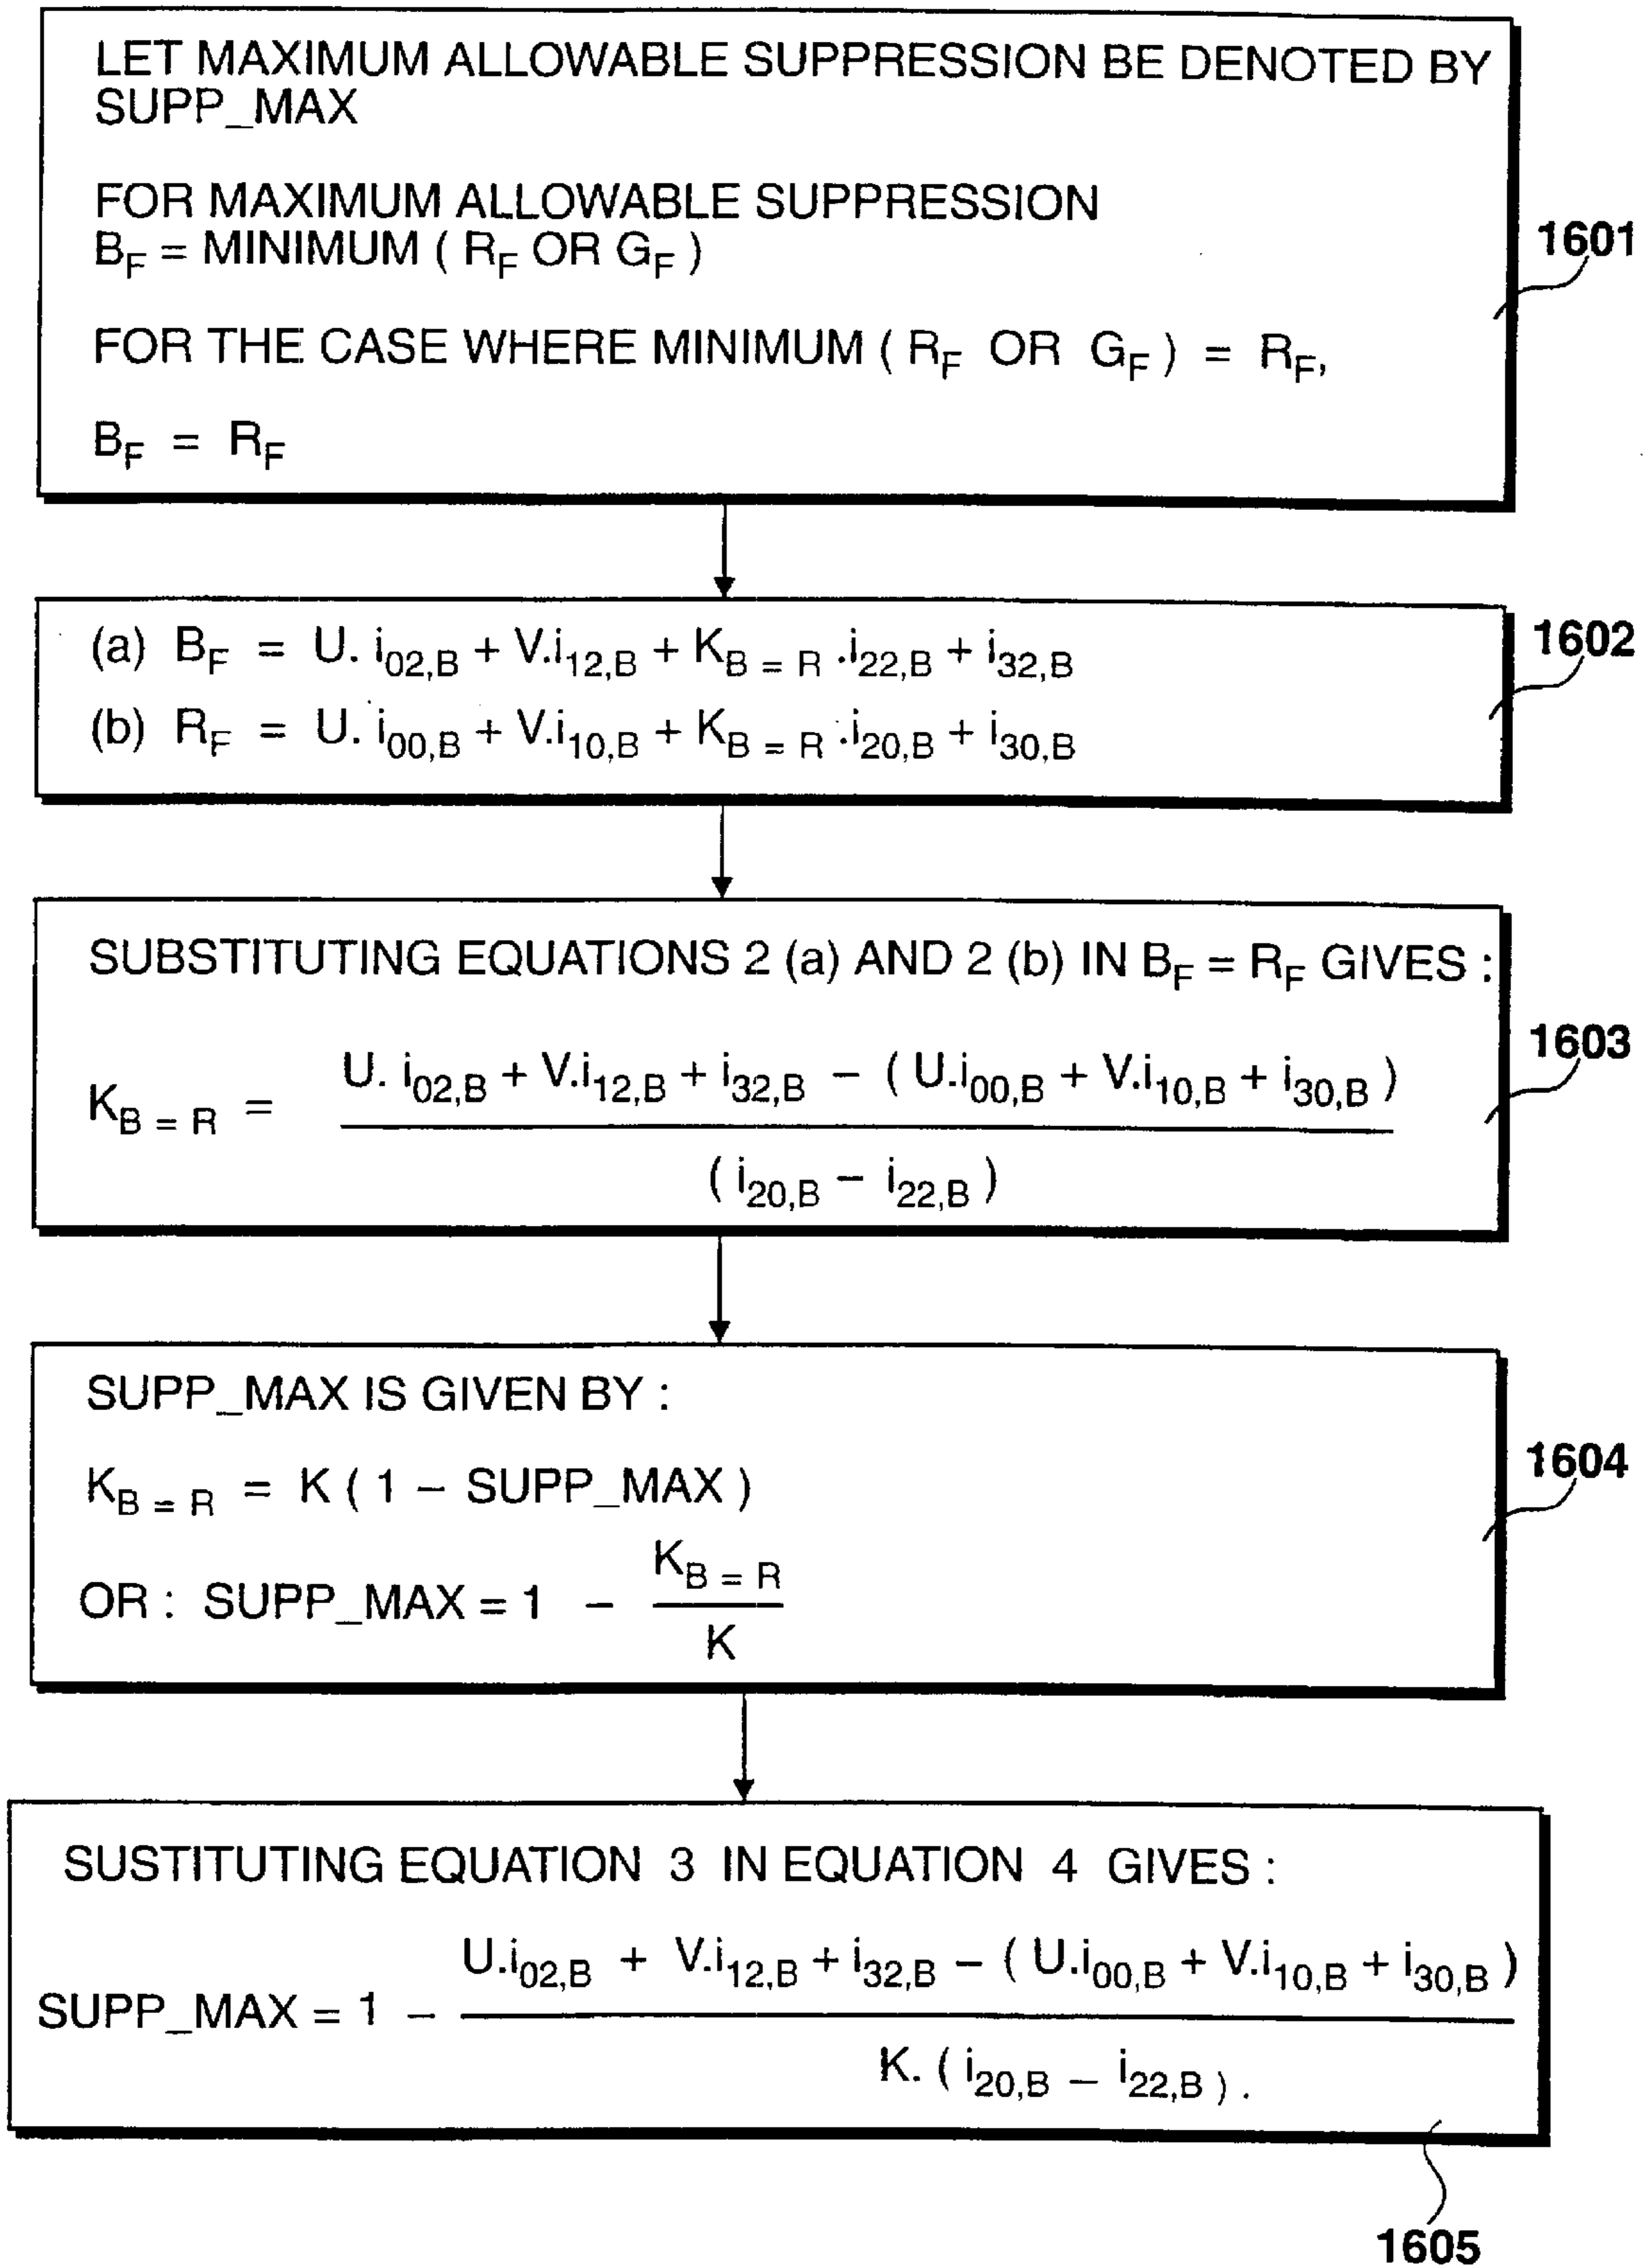 LET MAXIMUM ALLOWABLE SUPPRESSION BE DENOTED BY
SUPP_MAX
FOR MAXIMUM ALLOWABLE SUPPRESSION
B_F = MINIMUM ( R_F OR G_F )
FOR THE CASE WHERE MINIMUM ( R_F OR G_F ) = R_F,
B_F = R_F
1601
(a) B_F = U. i_02,B + V.i_12,B + K_B = R .i_22,B + i_32,B
(b) R_F = U. i_00,B + V.i_10,B + K_B = R .i_20,B + i_30,B
1602
SUBSTITUTING EQUATIONS 2 (a) AND 2 (b) IN B_F = R_F GIVES :
U. i_02,B + V.i_12,B + i_32,B – ( U.i_00,B + V.i_10,B + i_30,B )
K_B = R =
( i_20,B – i_22,B )
1603
SUPP_MAX IS GIVEN BY :
K_B = R = K ( 1 – SUPP_MAX )
K_B = R
OR : SUPP_MAX = 1 –
K
1604
SUSTITUTING EQUATION 3 IN EQUATION 4 GIVES :
U.i_02,B + V.i_12,B + i_32,B – ( U.i_00,B + V.i_10,B + i_30,B )
SUPP_MAX = 1 –
K. ( i_20,B – i_22,B ) .
1605